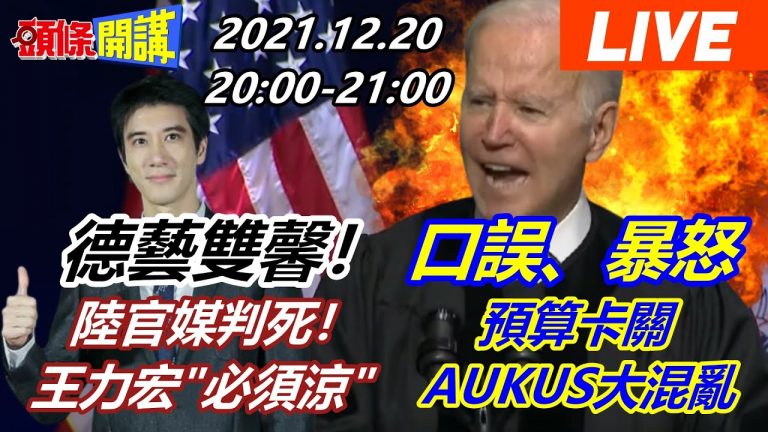 頭條開講
2021.12.20
20:00-21:00
LIVE
德藝雙馨!
陸官媒判死!
王力宏"必須涼"
口誤、暴怒
預算卡關
AUKUS大混亂